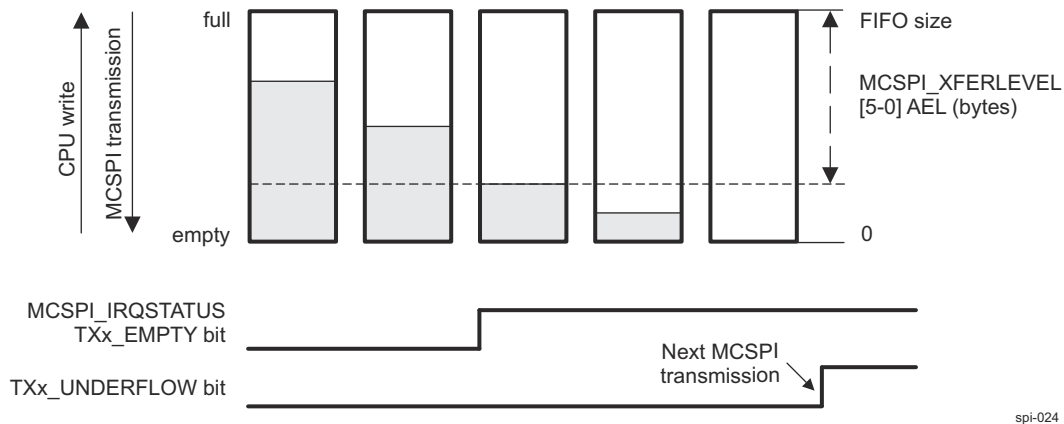 full
FIFO size
CPU write
MCSPI transmission
MCSPI_XFERLEVEL
[5-0] AEL (bytes)
empty
0
MCSPI_IRQSTATUS
TXx_EMPTY bit
Next MCSPI
transmission
TXx_UNDERFLOW bit
spi-024